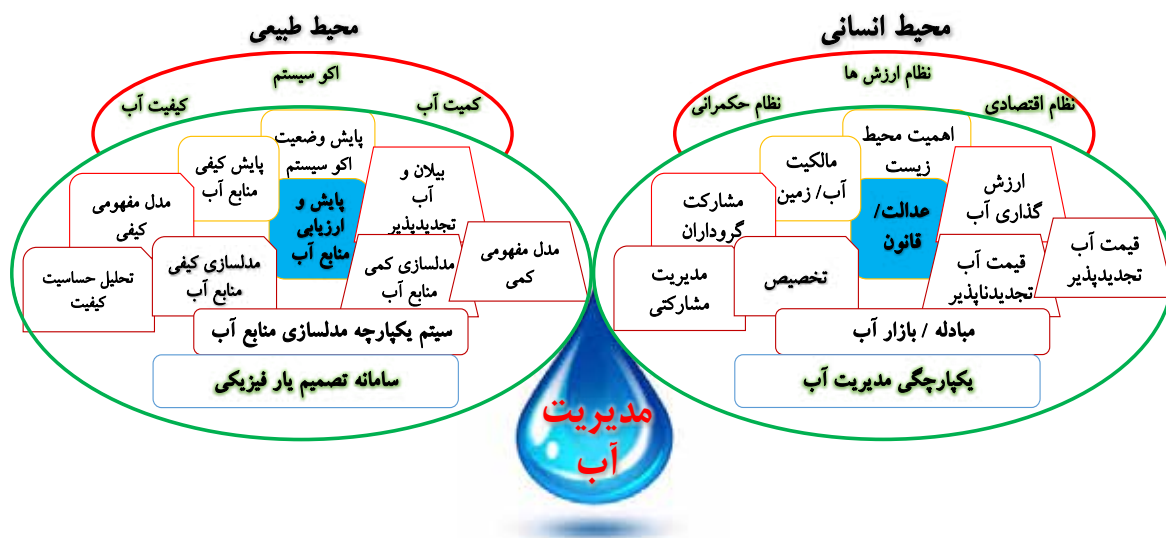 محیط انسانی
نظام ارزش ها
نظام اقتصادی
نظام حکمرانی
اهمیت محیط
زیست
مالکیت
آب/ زمین
ارزش
گذاری آب
مشارکت
گروداران
عدالت/
قانون
قیمت آب
تجدیدپذیر
قیمت آب
تجدیدناپذیر
تخصیص
مدیریت
مشارکتی
مبادله / بازار آب
یکپارچگی مدیریت آب
محیط طبیعی
اکو سیستم
کمیت آب
کیفیت آب
پایش وضعیت
اکو سیستم
پایش کیفی
منابع آب
بیلان و
آب
تجدیدپذیر
مدل مفهومی
کیفی
پایش و
ارزیابی
منابع آب
مدل مفهومی
کمی
مدلسازی کمی
منابع آب
مدلسازی کیفی
منابع آب
تحلیل حساسیت
کیفیت
سیتم یکپارچه مدلسازی منابع آب
سامانه تصمیم یار فیزیکی
مدیریت
آب